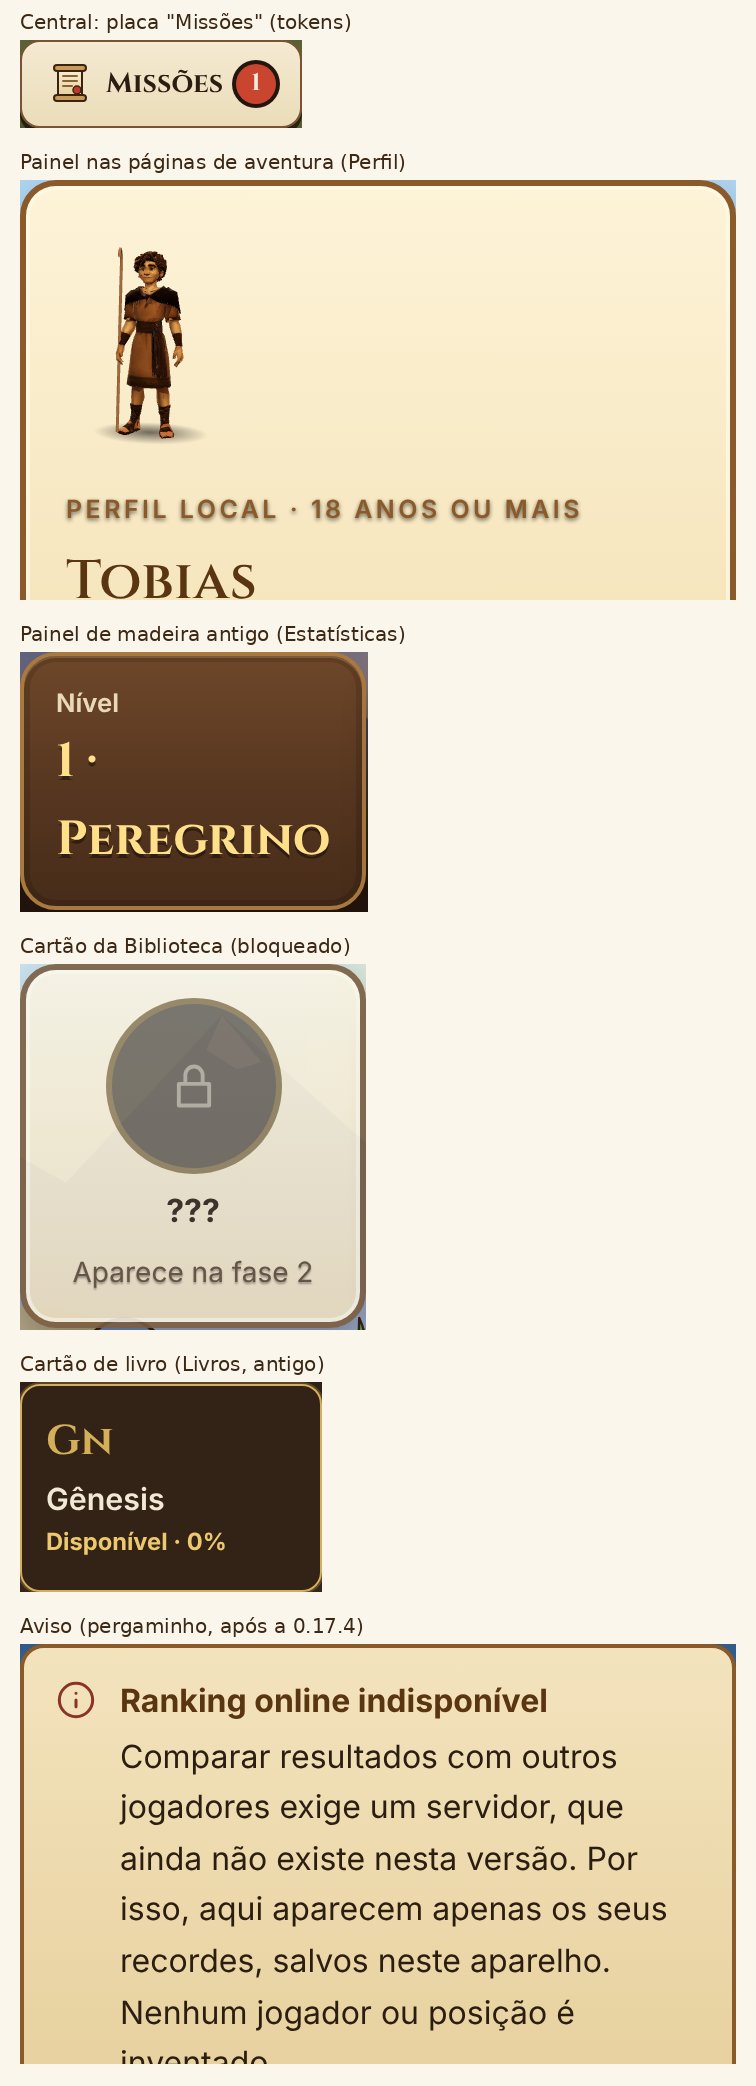 Central: placa "Missões" (tokens)
Missões 1
Painel nas páginas de aventura (Perfil)
PERFIL LOCAL · 18 ANOS OU MAIS
Tobias
Painel de madeira antigo (Estatísticas)
Nível
1 ·
Peregrino
Cartão da Biblioteca (bloqueado)
???
Aparece na fase 2
Cartão de livro (Livros, antigo)
Gn
Gênesis
Disponível · 0%
Aviso (pergaminho, após a 0.17.4)
Ranking online indisponível
Comparar resultados com outros
jogadores exige um servidor, que
ainda não existe nesta versão. Por
isso, aqui aparecem apenas os seus
recordes, salvos neste aparelho.
Nenhum jogador ou posição é
inventado